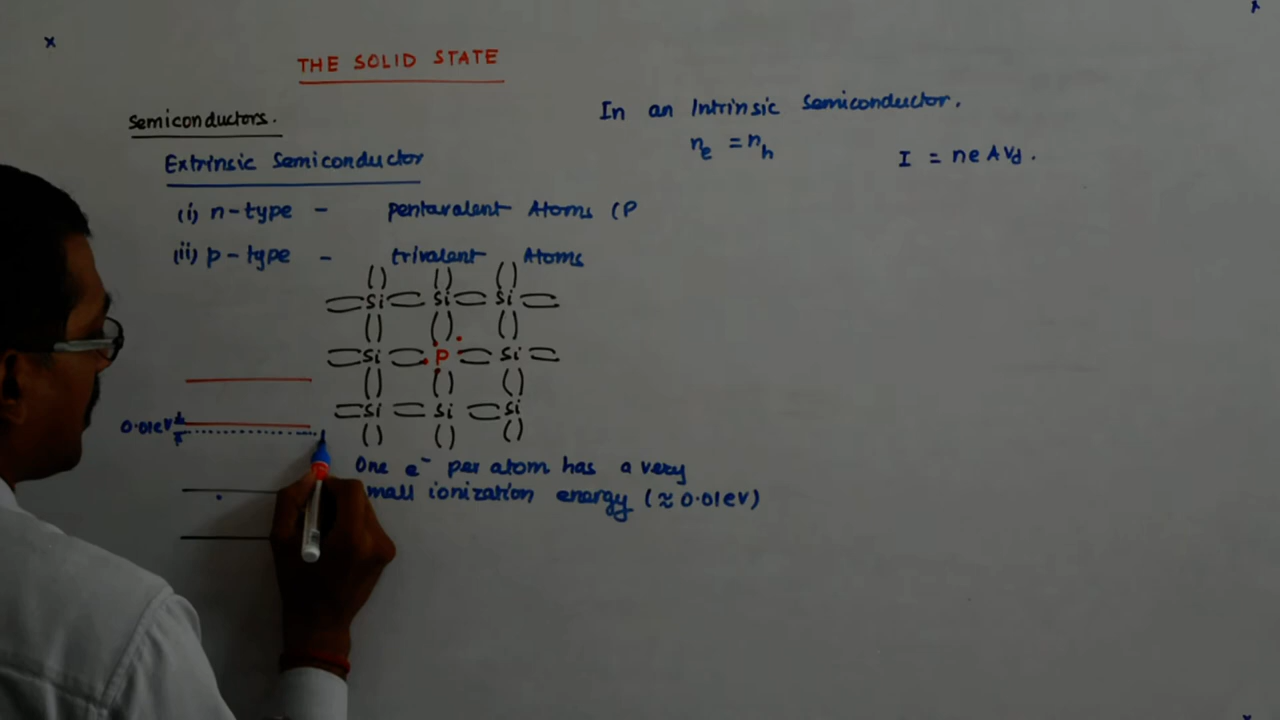 THE SOLID STATE
Semiconductors.
Extrinsic Semiconductor
(i) n-type - pentavalent Atoms (P
(ii) p-type - trivalent Atoms
Si Si Si
Si P Si
Si Si Si
0.01eV
One e⁻ per atom has a very
mall ionization energy (≈ 0.01eV)
In an Intrinsic Semiconductor.
nₑ = nₕ
I = neAVd.